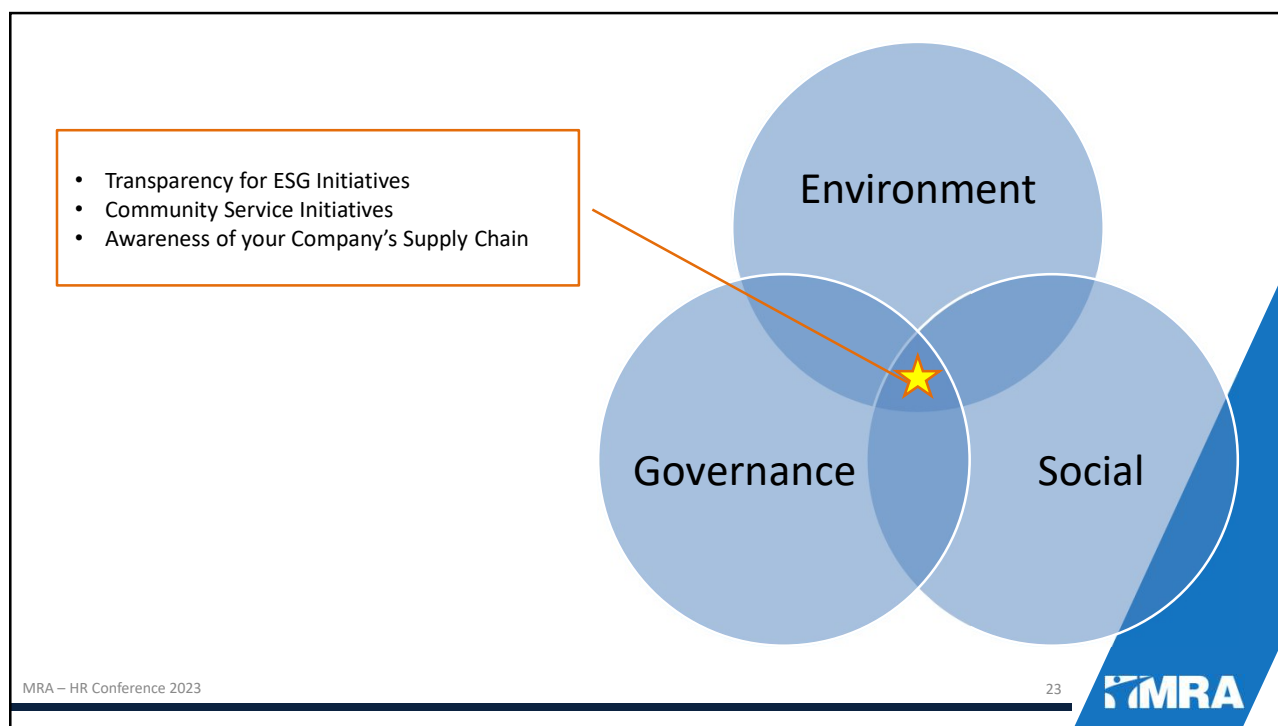 • Transparency for ESG Initiatives
• Community Service Initiatives
• Awareness of your Company’s Supply Chain
Environment
Governance
Social
MRA – HR Conference 2023
23
MRA